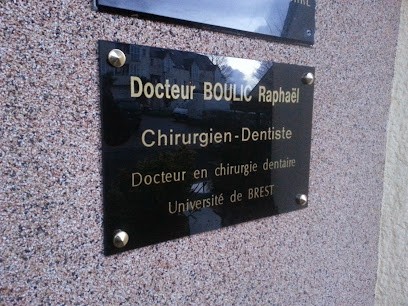 Docteur BOULIC Raphaël
Chirurgien-Dentiste
Docteur en chirurgie dentaire
Université de BREST